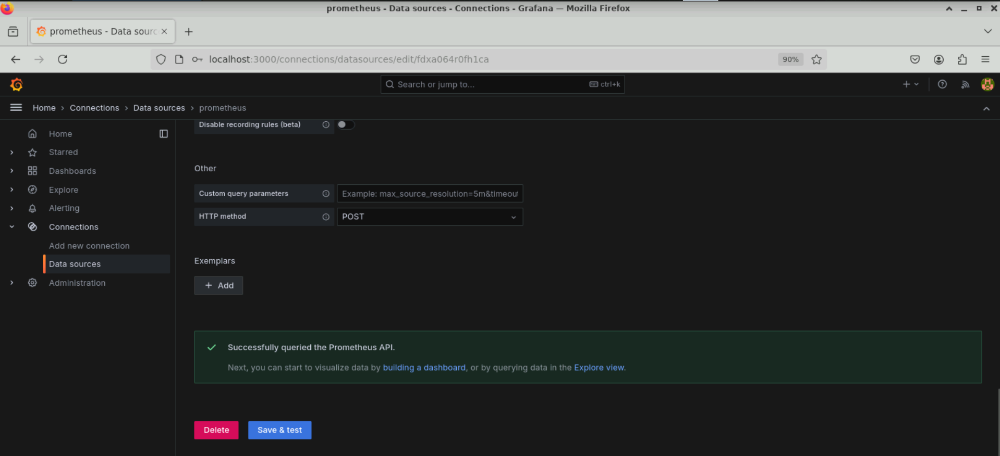 prometheus - Data sources - Connections - Grafana — Mozilla Firefox
prometheus - Data sourc
localhost:3000/connections/datasources/edit/fdxa064r0fh1ca
90%
Search or jump to...
ctrl+k
Home › Connections › Data sources › prometheus
Home
Starred
Dashboards
Explore
Alerting
Connections
Add new connection
Data sources
Administration
Disable recording rules (beta)
Other
Custom query parameters
Example: max_source_resolution=5m&timeout
HTTP method
POST
Exemplars
+ Add
Successfully queried the Prometheus API.
Next, you can start to visualize data by building a dashboard, or by querying data in the Explore view.
Delete
Save & test